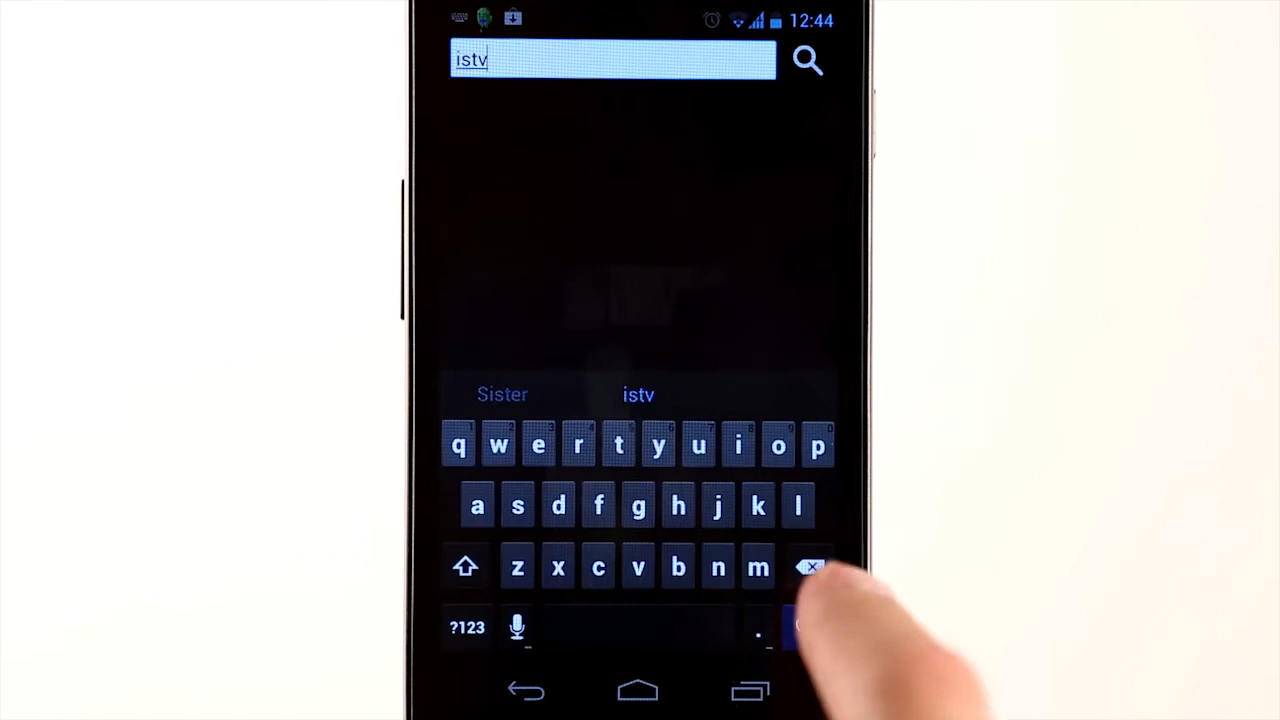 12:44
istv
Sister istv
q w e r t y u i o p
a s d f g h j k l
z x c v b n m
?123 .